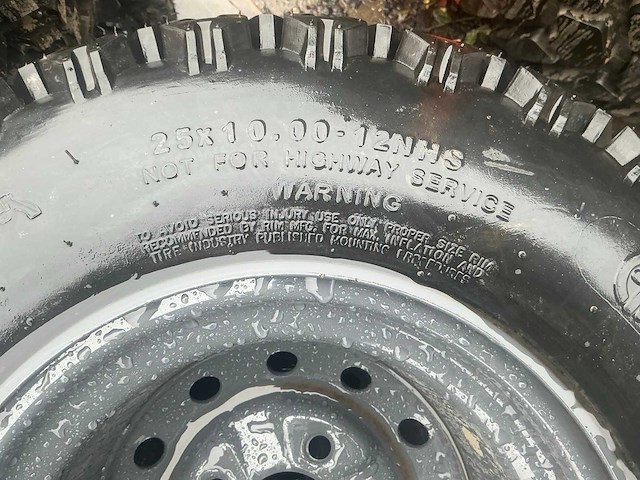 25x10.00-12NHS
NOT FOR HIGHWAY SERVICE
WARNING
TO AVOID SERIOUS INJURY USE ONLY PROPER SIZE RIM
RECOMMENDED BY RIM MFG. FOR MAX INFLATION AND
TIRE INDUSTRY PUBLISHED MOUNTING PROCEDURES